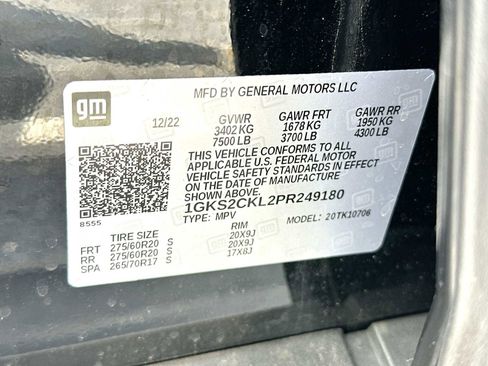 gm
MFD BY GENERAL MOTORS LLC
12/22 GVWR GAWR FRT GAWR RR
3402 KG 1678 KG 1950 KG
7500 LB 3700 LB 4300 LB
THIS VEHICLE CONFORMS TO ALL
APPLICABLE U.S. FEDERAL MOTOR
VEHICLE SAFETY STANDARDS IN EFFECT
ON THE DATE OF MANUFACTURE
SHOWN ABOVE.
1GKS2CKL2PR249180
8555
TYPE: MPV MODEL: 20TK10706
TIRE SIZE RIM
FRT 275/60R20 S 20X9J
RR 275/60R20 S 20X9J
SPA 265/70R17 S 17X8J